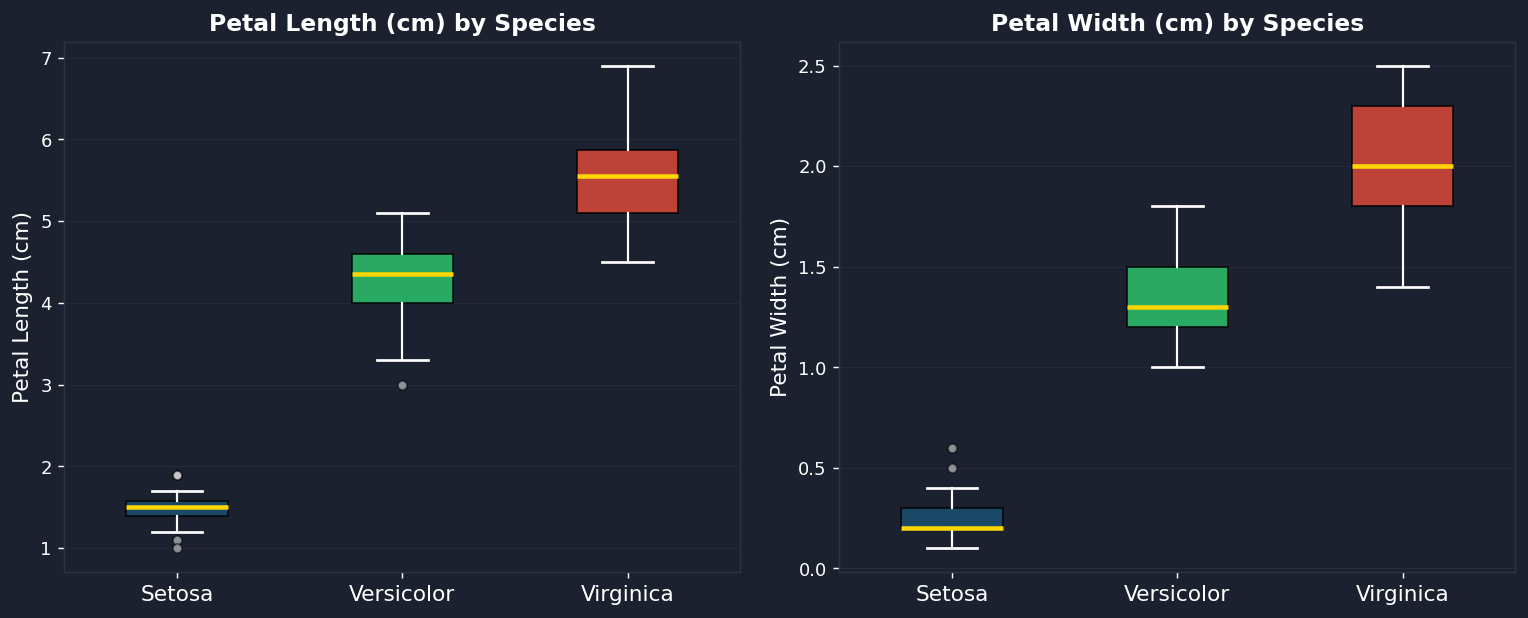 Petal Length (cm) by Species
Petal Length (cm)
7
6
5
4
3
2
1
Setosa Versicolor Virginica
Petal Width (cm) by Species
Petal Width (cm)
2.5
2.0
1.5
1.0
0.5
0.0
Setosa Versicolor Virginica